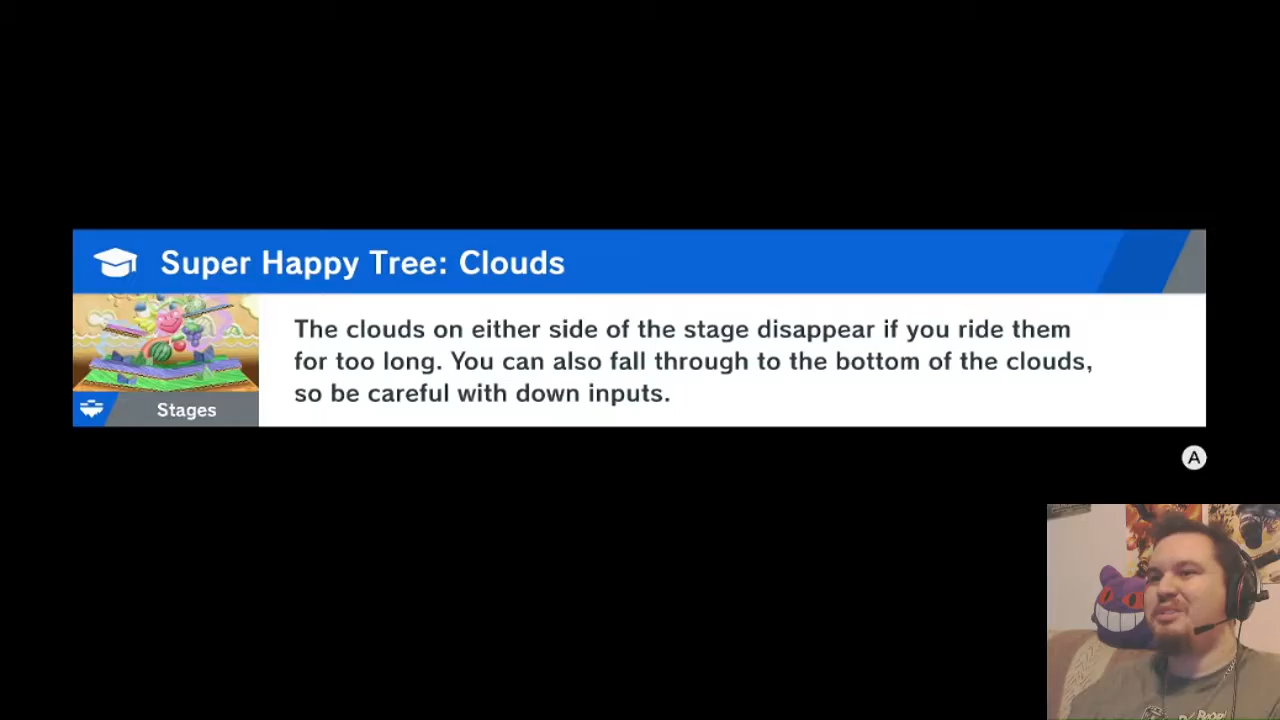 Super Happy Tree: Clouds
The clouds on either side of the stage disappear if you ride them
for too long. You can also fall through to the bottom of the clouds,
so be careful with down inputs.
Stages
A